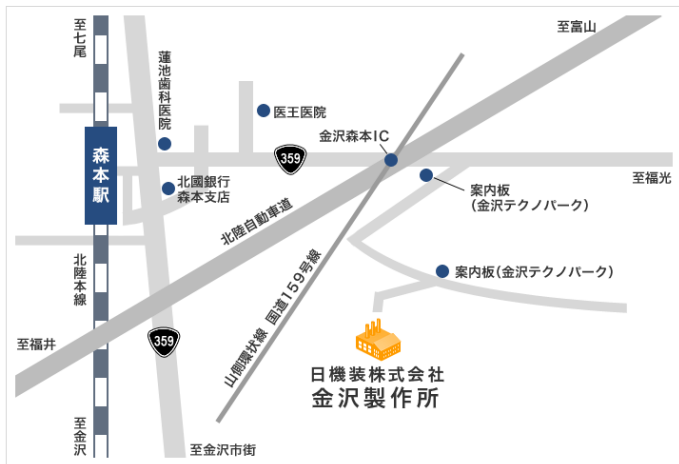 至七尾
蓮池歯科医院
至富山
医王医院
金沢森本IC
森本駅
359
北國銀行
森本支店
案内板
(金沢テクノパーク)
至福光
北陸自動車道
北陸本線
山側環状線 国道159号線
案内板(金沢テクノパーク)
至福井
359
日機装株式会社
金沢製作所
至金沢
至金沢市街